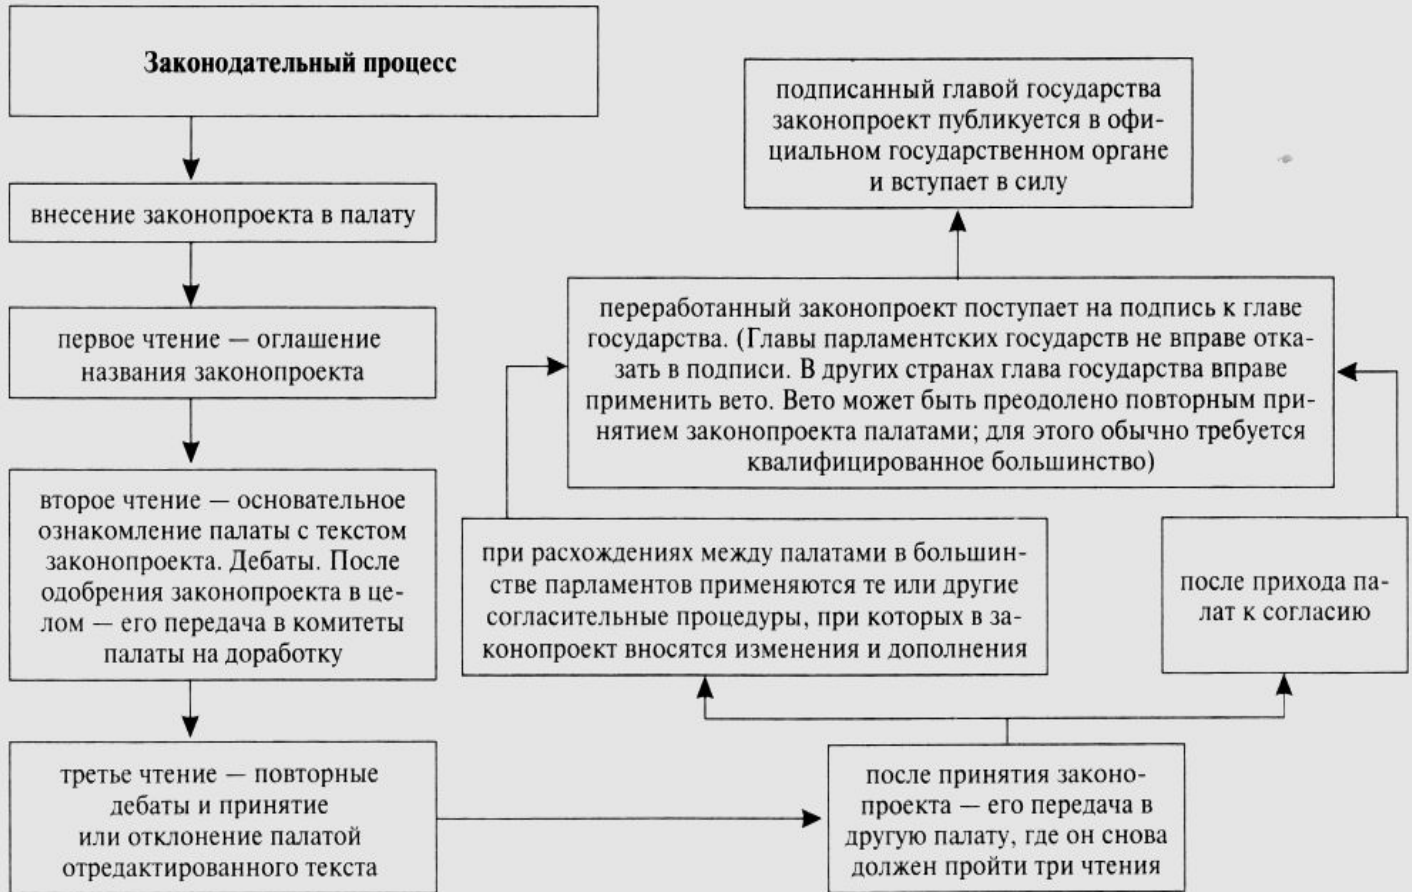 Законодательный процесс
внесение законопроекта в палату
первое чтение — оглашение
названия законопроекта
второе чтение — основательное
ознакомление палаты с текстом
законопроекта. Дебаты. После
одобрения законопроекта в це-
лом — его передача в комитеты
палаты на доработку
третье чтение — повторные
дебаты и принятие
или отклонение палатой
отредактированного текста
после принятия законо-
проекта — его передача в
другую палату, где он снова
должен пройти три чтения
при расхождениях между палатами в большин-
стве парламентов применяются те или другие
согласительные процедуры, при которых в за-
конопроект вносятся изменения и дополнения
после прихода па-
лат к согласию
переработанный законопроект поступает на подпись к главе
государства. (Главы парламентских государств не вправе отка-
зать в подписи. В других странах глава государства вправе
применить вето. Вето может быть преодолено повторным при-
нятием законопроекта палатами; для этого обычно требуется
квалифицированное большинство)
подписанный главой государства
законопроект публикуется в офи-
циальном государственном органе
и вступает в силу